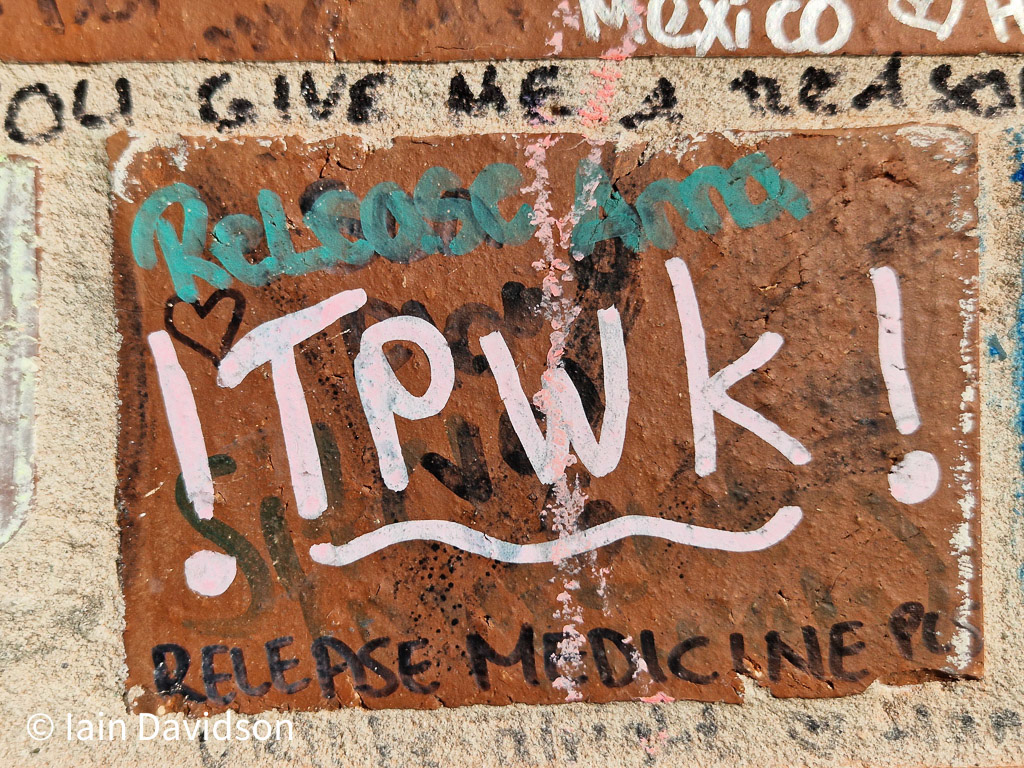 Mexico
OU GIVE ME A REASO
ReLease Anna
! TPWK !
RELEASE MEDICINE PLS
© Iain Davidson